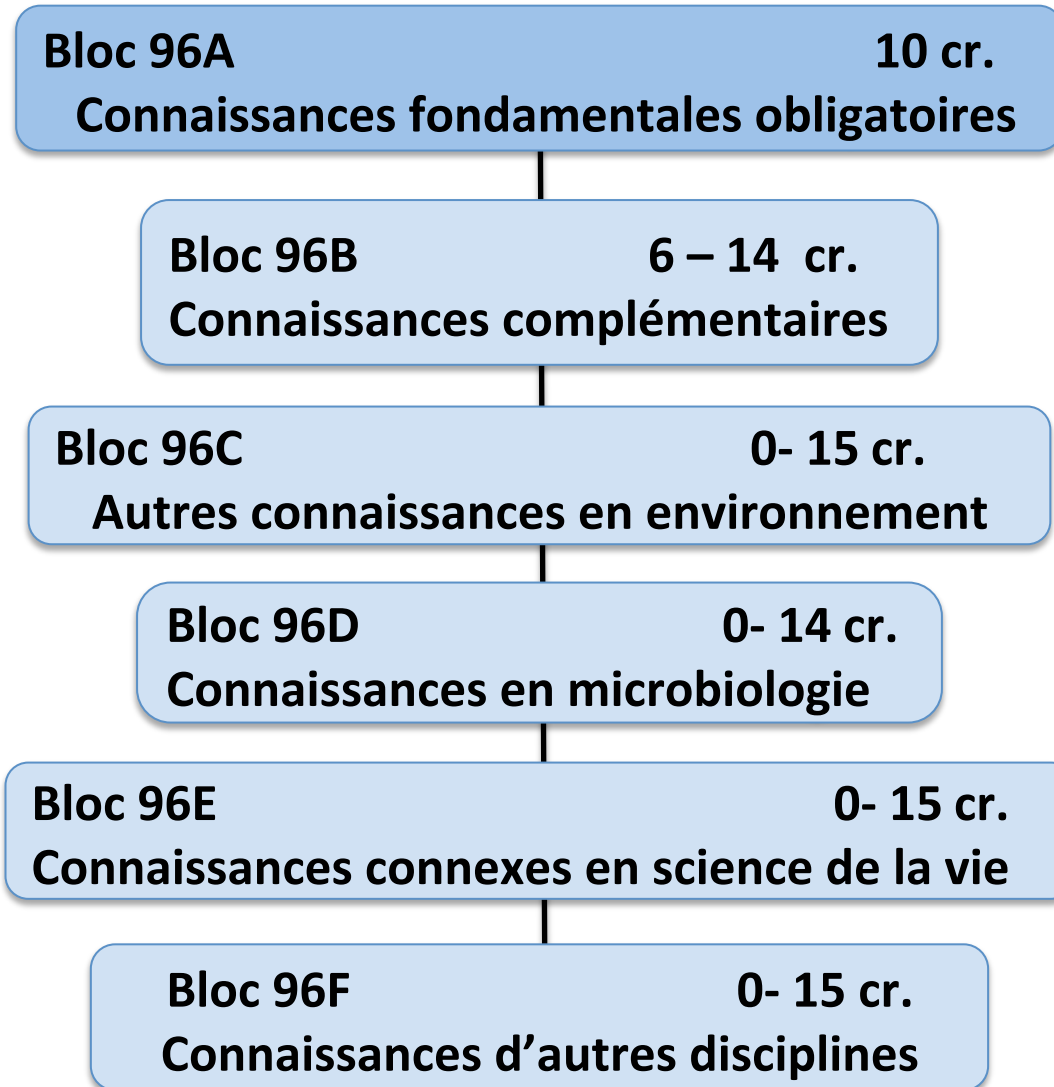 Bloc 96A 10 cr.
Connaissances fondamentales obligatoires
Bloc 96B 6 – 14 cr.
Connaissances complémentaires
Bloc 96C 0- 15 cr.
Autres connaissances en environnement
Bloc 96D 0- 14 cr.
Connaissances en microbiologie
Bloc 96E 0- 15 cr.
Connaissances connexes en science de la vie
Bloc 96F 0- 15 cr.
Connaissances d’autres disciplines